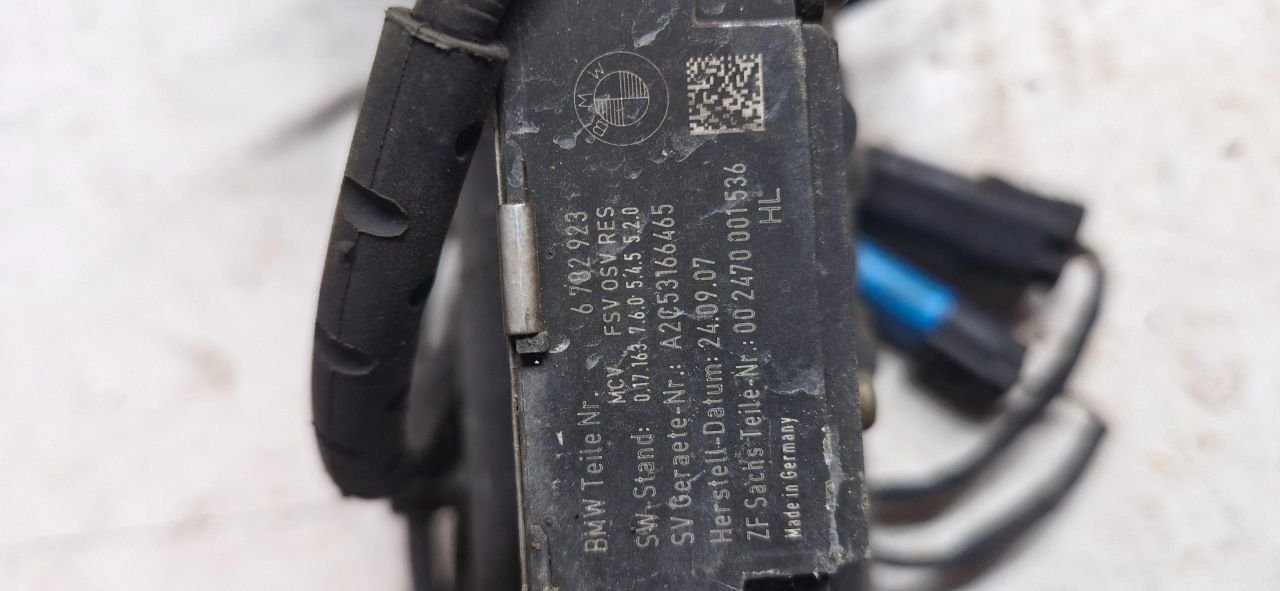 BMW
BMW Teile Nr. 6 782 923
MCV FSV OSV RES
SW-Stand: 0.17.163 7.6.0 5.4.5 5.2.0
SV Geraete-Nr.: A2C53166465
Herstell-Datum: 24.09.07
ZF Sachs Teile-Nr.: 00 2470 001 536
Made in Germany HL